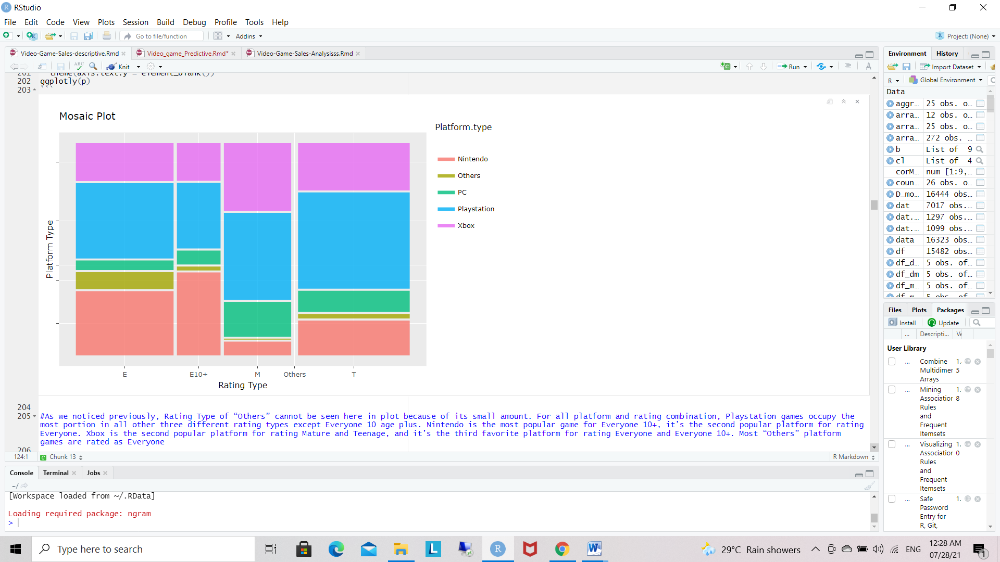 RStudio
File Edit Code View Plots Session Build Debug Profile Tools Help
Go to file/function Addins Project: (None)
Video-Game-Sales-descriptive.Rmd Video_game_Predictive.Rmd* Video-Game-Sales-Analysisss.Rmd
ABC Knit Run
201 theme(axis.text.y = element_blank())
202 ggplotly(p)
203 ```
Mosaic Plot
Platform.type
Nintendo
Others
PC
Playstation
Xbox
Platform Type
E E10+ M Others T
Rating Type
204
205 #As we noticed previously, Rating Type of “Others” cannot be seen here in plot because of its small amount. For all platform and rating combination, Playstation games occupy the
most portion in all other three different rating types except Everyone 10 age plus. Nintendo is the most popular game for Everyone 10+, it’s the second popular platform for rating
Everyone. Xbox is the second popular platform for rating Mature and Teenage, and it’s the third favorite platform for rating Everyone and Everyone 10+. Most “Others” platform
games are rated as Everyone
206
124:1 C Chunk 13 R Markdown
Console Terminal Jobs
~/
[Workspace loaded from ~/.RData]
Loading required package: ngram
>
Environment History
Import Dataset
R Global Environment
Data
aggr… 25 obs. o…
arra… 12 obs. o…
arra… 25 obs. o…
arra… 272 obs. …
b List of 9
cl List of 4
corM… num [1:9,…
coun… 26 obs. o…
D_mo… 16444 obs…
dat 7017 obs.…
dat.… 1297 obs.…
dat.… 1099 obs.…
data 16323 obs…
df 15482 obs…
df_d… 5 obs. of…
df_dm 5 obs. of…
df_m… 5 obs. of…
df_m… 5 obs. of…
Files Plots Packages
Install Update
... Descripti... Ve
User Library
... Combine 1.
Multidimer 5
Arrays
... Mining 1.
Association 8
Rules
and
Frequent
Itemsets
... Visualizing 1.
Association 0
Rules
and
Frequent
Itemsets
... Safe 1.
Password
Entry for
R, Git,
Type here to search
L R W
29°C Rain showers ENG 12:28 AM
07/28/21
1